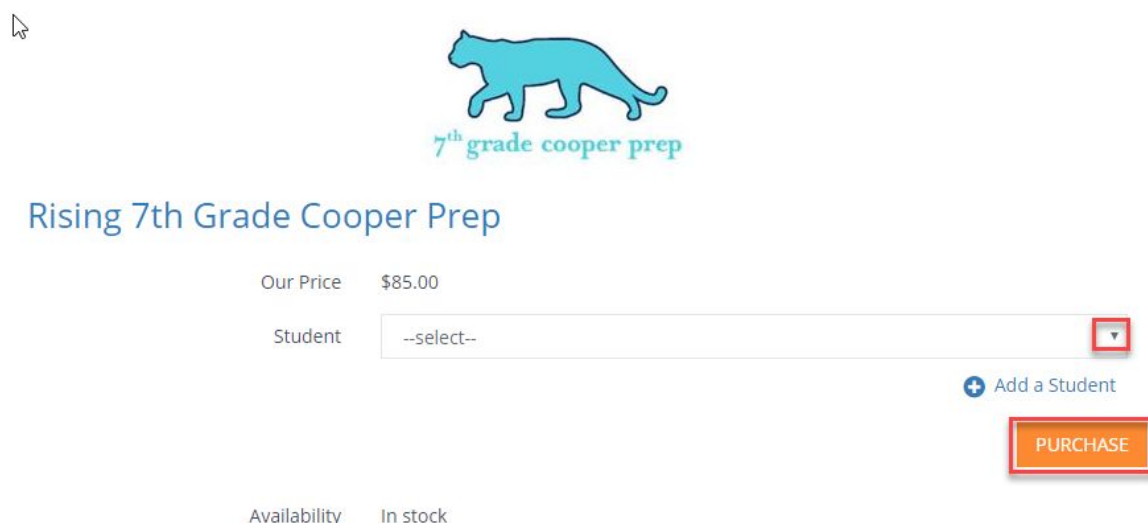 7th grade cooper prep
Rising 7th Grade Cooper Prep
Our Price $85.00
Student --select--
Add a Student
PURCHASE
Availability In stock